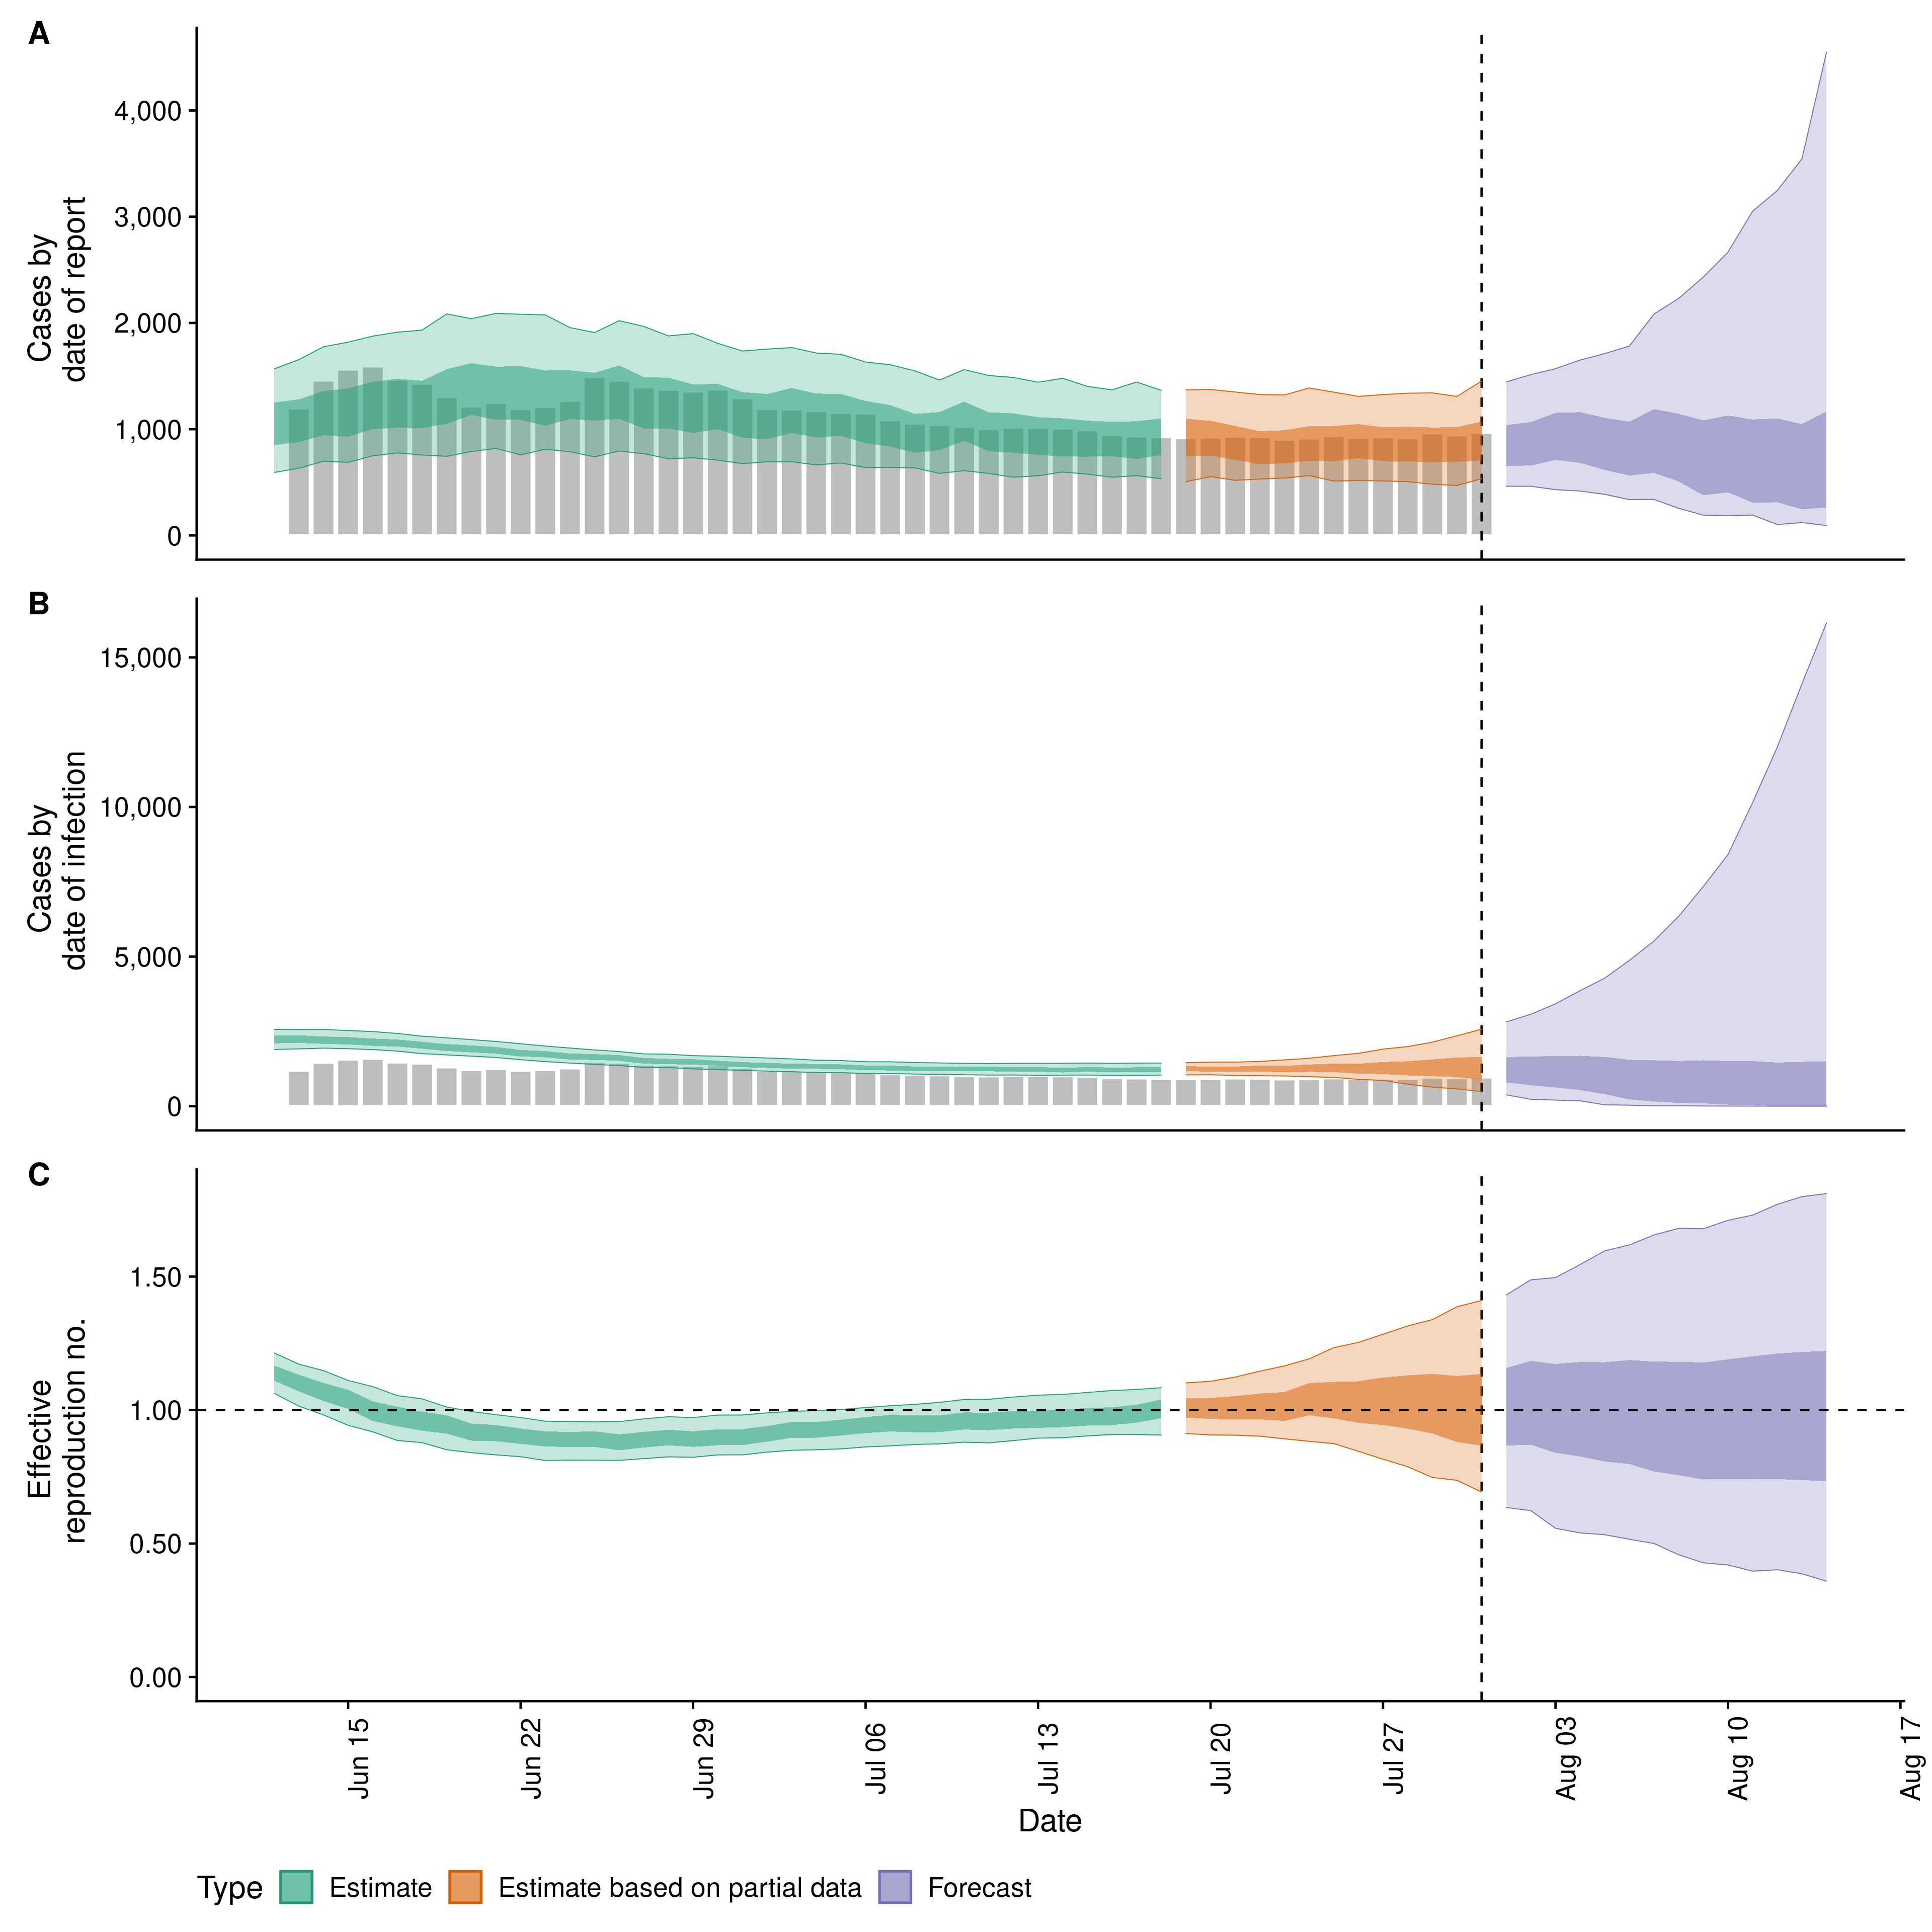 A
Cases by
date of report
4,000
3,000
2,000
1,000
0
B
Cases by
date of infection
15,000
10,000
5,000
0
C
Effective
reproduction no.
1.50
1.00
0.50
0.00
Jun 15
Jun 22
Jun 29
Jul 06
Jul 13
Jul 20
Jul 27
Aug 03
Aug 10
Aug 17
Date
Type Estimate Estimate based on partial data Forecast